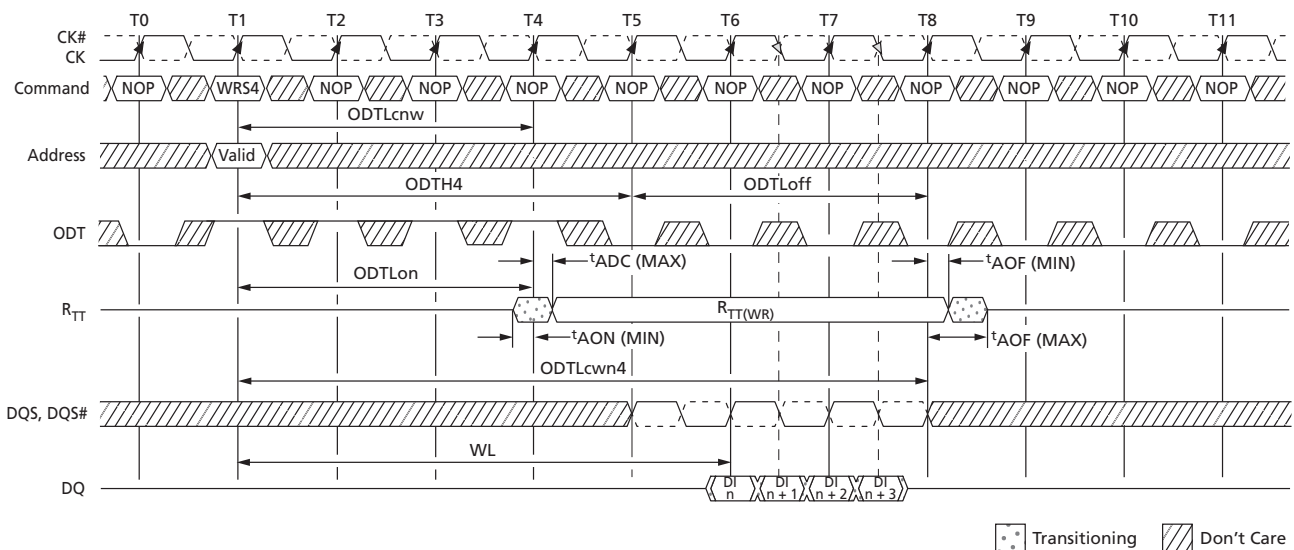 T0 T1 T2 T3 T4 T5 T6 T7 T8 T9 T10 T11
CK#
CK
Command NOP WRS4 NOP NOP NOP NOP NOP NOP NOP NOP NOP NOP
ODTLcnw
Address Valid
ODTH4 ODTLoff
ODT
ODTLon tADC (MAX) tAOF (MIN)
RTT RTT(WR)
tAON (MIN) tAOF (MAX)
ODTLcwn4
DQS, DQS#
WL
DQ DI n DI n + 1 DI n + 2 DI n + 3
Transitioning Don't Care